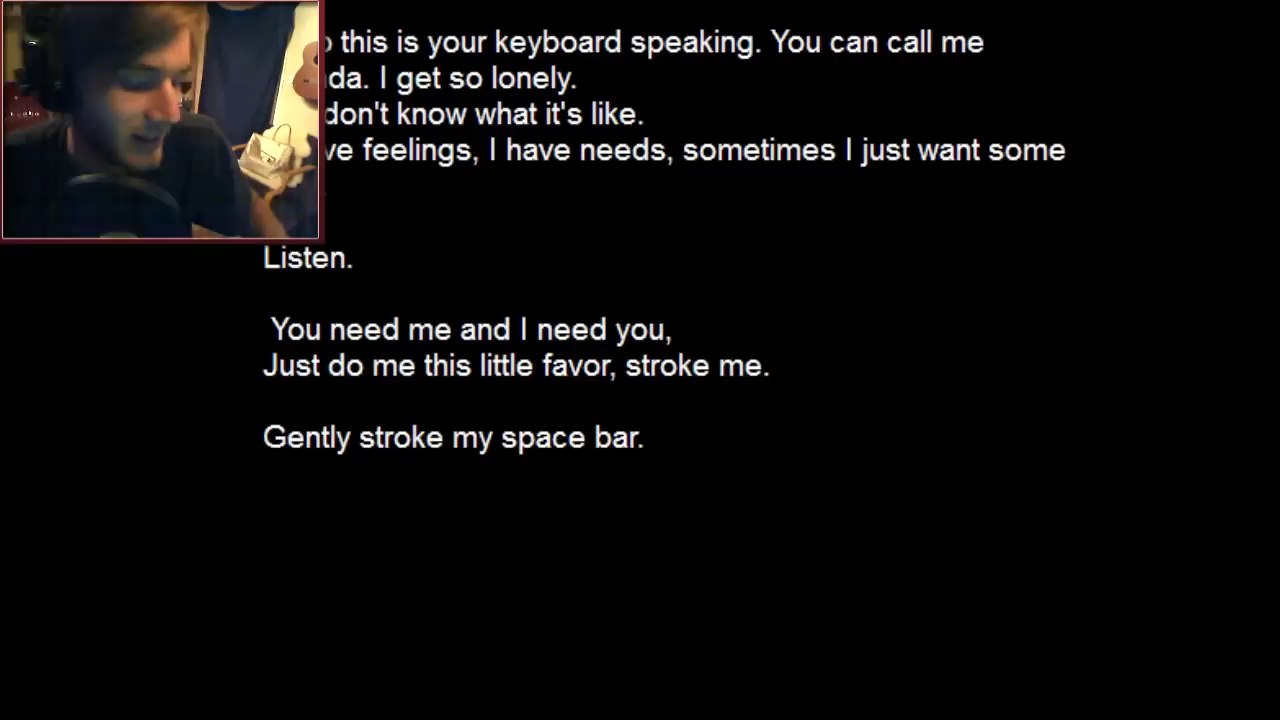 this is your keyboard speaking. You can call me
I get so lonely.
don't know what it's like.
feelings, I have needs, sometimes I just want some
Listen.
You need me and I need you,
Just do me this little favor, stroke me.
Gently stroke my space bar.